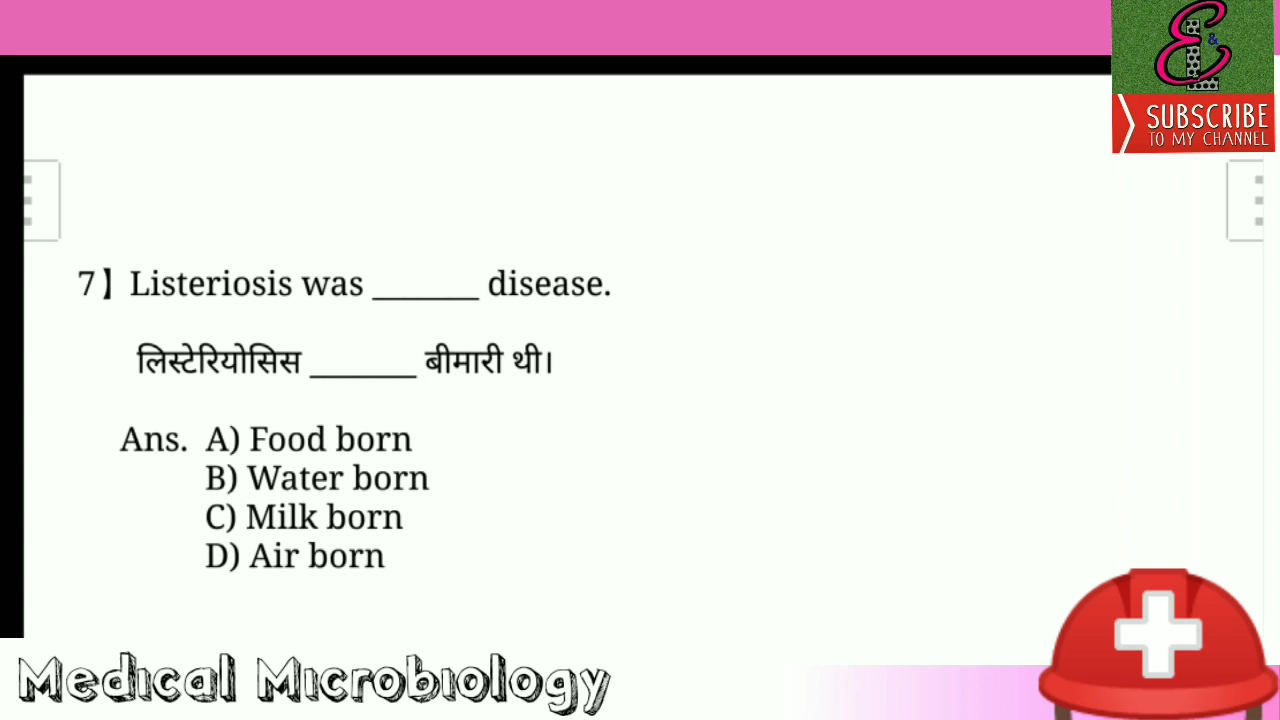 &
SUBSCRIBE
TO MY CHANNEL
7】Listeriosis was ______ disease.
लिस्टेरियोसिस ______ बीमारी थी।
Ans. A) Food born
B) Water born
C) Milk born
D) Air born
Medical Microbiology